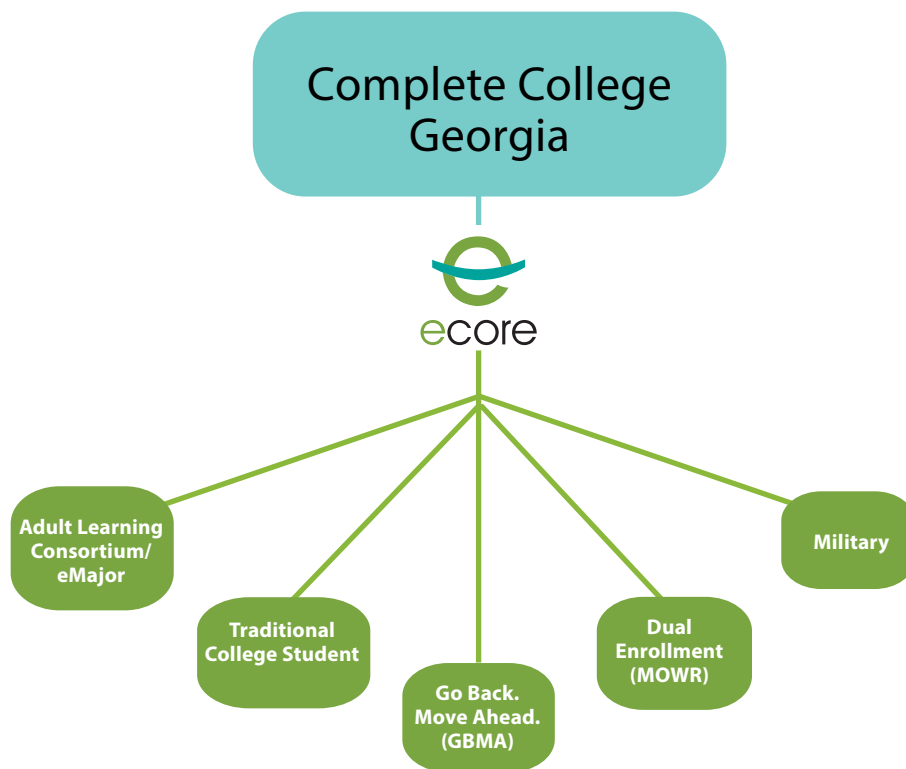 Complete College
Georgia
ecore
Adult Learning
Consortium/
eMajor
Traditional
College Student
Go Back.
Move Ahead.
(GBMA)
Dual
Enrollment
(MOWR)
Military